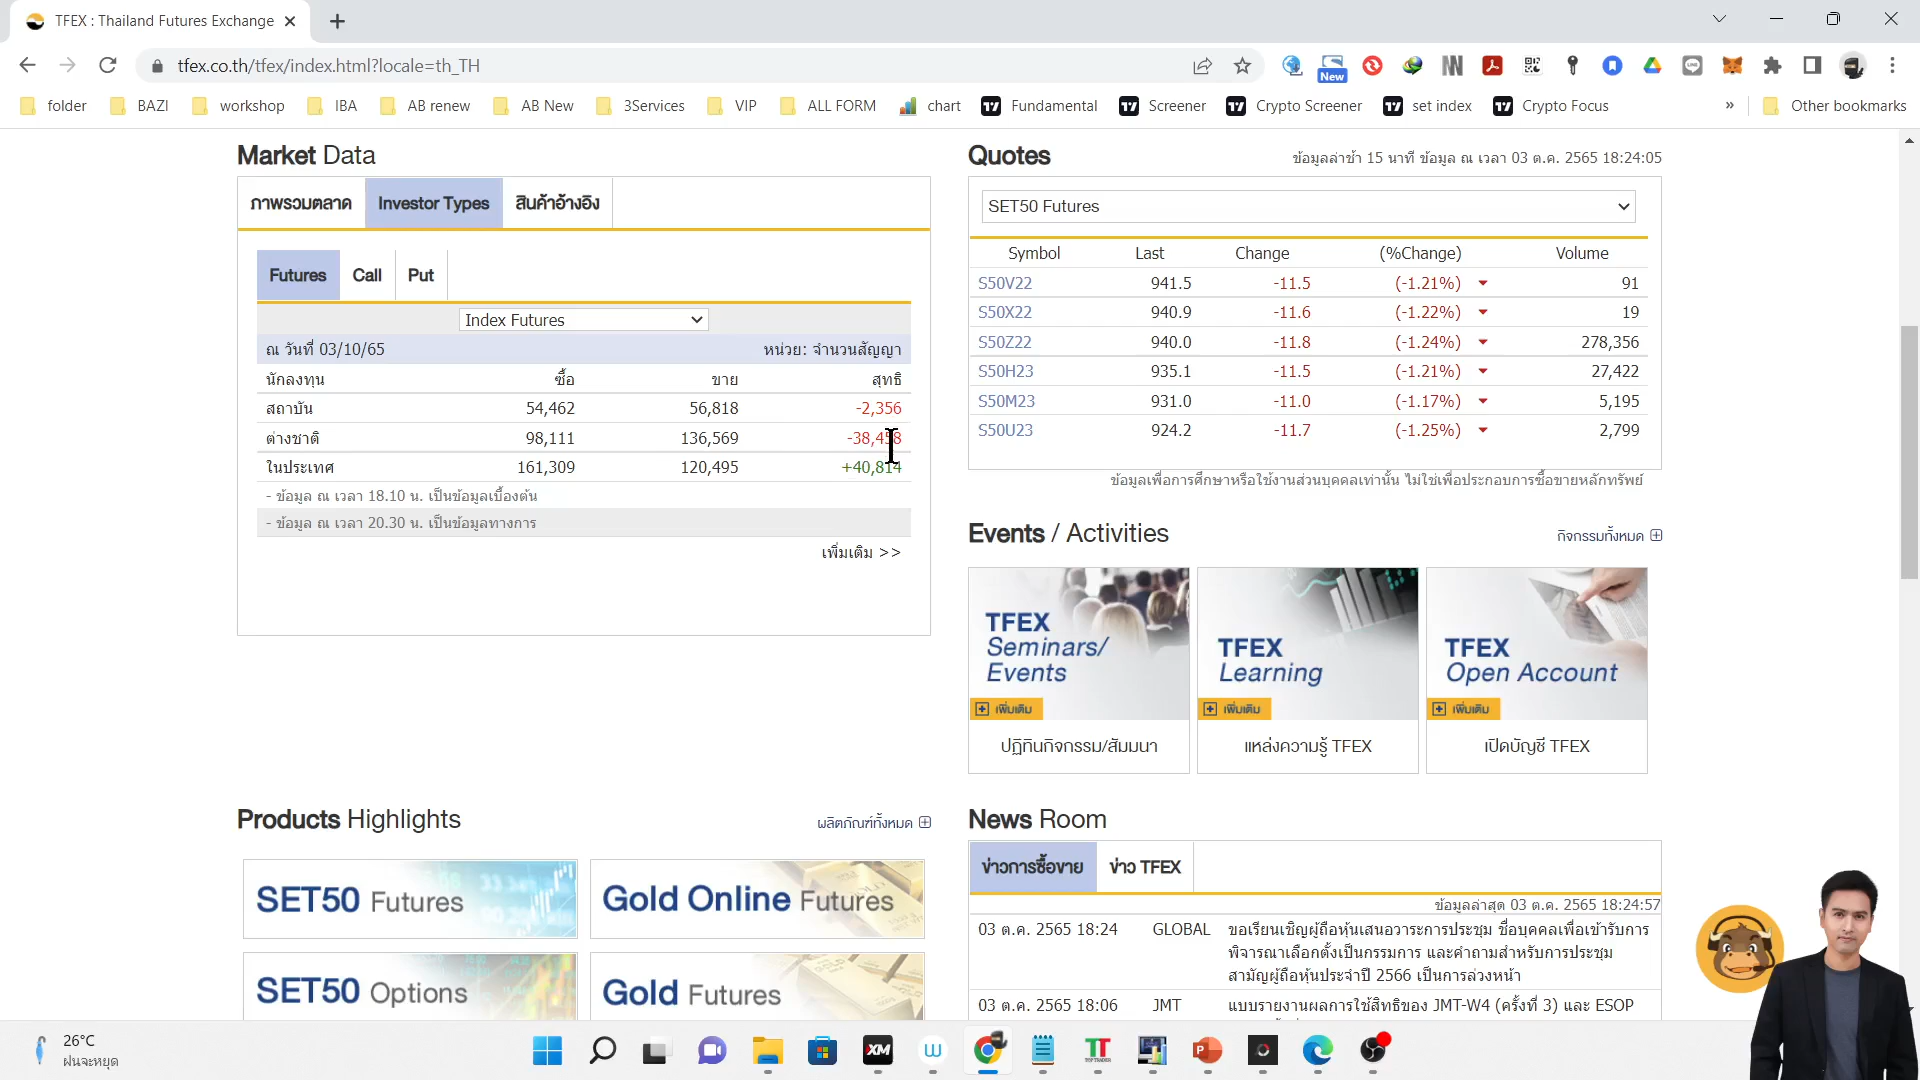 TFEX : Thailand Futures Exchange
tfex.co.th/tfex/index.html?locale=th_TH
New
folder BAZI workshop IBA AB renew AB New 3Services VIP ALL FORM chart Fundamental Screener Crypto Screener set index Crypto Focus » Other bookmarks
Market Data
ภาพรวมตลาด Investor Types สินค้าอ้างอิง
Futures Call Put
Index Futures
ณ วันที่ 03/10/65 หน่วย: จำนวนสัญญา
นักลงทุน ซื้อ ขาย สุทธิ
สถาบัน 54,462 56,818 -2,356
ต่างชาติ 98,111 136,569 -38,458
ในประเทศ 161,309 120,495 +40,814
- ข้อมูล ณ เวลา 18.10 น. เป็นข้อมูลเบื้องต้น
- ข้อมูล ณ เวลา 20.30 น. เป็นข้อมูลทางการ
เพิ่มเติม >>
Quotes ข้อมูลล่าช้า 15 นาที ข้อมูล ณ เวลา 03 ต.ค. 2565 18:24:05
SET50 Futures
Symbol Last Change (%Change) Volume
S50V22 941.5 -11.5 (-1.21%) 91
S50X22 940.9 -11.6 (-1.22%) 19
S50Z22 940.0 -11.8 (-1.24%) 278,356
S50H23 935.1 -11.5 (-1.21%) 27,422
S50M23 931.0 -11.0 (-1.17%) 5,195
S50U23 924.2 -11.7 (-1.25%) 2,799
ข้อมูลเพื่อการศึกษาหรือใช้งานส่วนบุคคลเท่านั้น ไม่ใช่เพื่อประกอบการซื้อขายหลักทรัพย์
Events / Activities กิจกรรมทั้งหมด
TFEX
Seminars/
Events
เพิ่มเติม
ปฏิทินกิจกรรม/สัมมนา
TFEX
Learning
เพิ่มเติม
แหล่งความรู้ TFEX
TFEX
Open Account
เพิ่มเติม
เปิดบัญชี TFEX
Products Highlights ผลิตภัณฑ์ทั้งหมด
SET50 Futures
Gold Online Futures
SET50 Options
Gold Futures
News Room
ข่าวการซื้อขาย ข่าว TFEX
ข้อมูลล่าสุด 03 ต.ค. 2565 18:24:57
03 ต.ค. 2565 18:24 GLOBAL ขอเรียนเชิญผู้ถือหุ้นเสนอวาระการประชุม ชื่อบุคคลเพื่อเข้ารับการ
พิจารณาเลือกตั้งเป็นกรรมการ และคำถามสำหรับการประชุม
สามัญผู้ถือหุ้นประจำปี 2566 เป็นการล่วงหน้า
03 ต.ค. 2565 18:06 JMT แบบรายงานผลการใช้สิทธิของ JMT-W4 (ครั้งที่ 3) และ ESOP
26°C
ฝนจะหยุด
XM
TOP TRADER